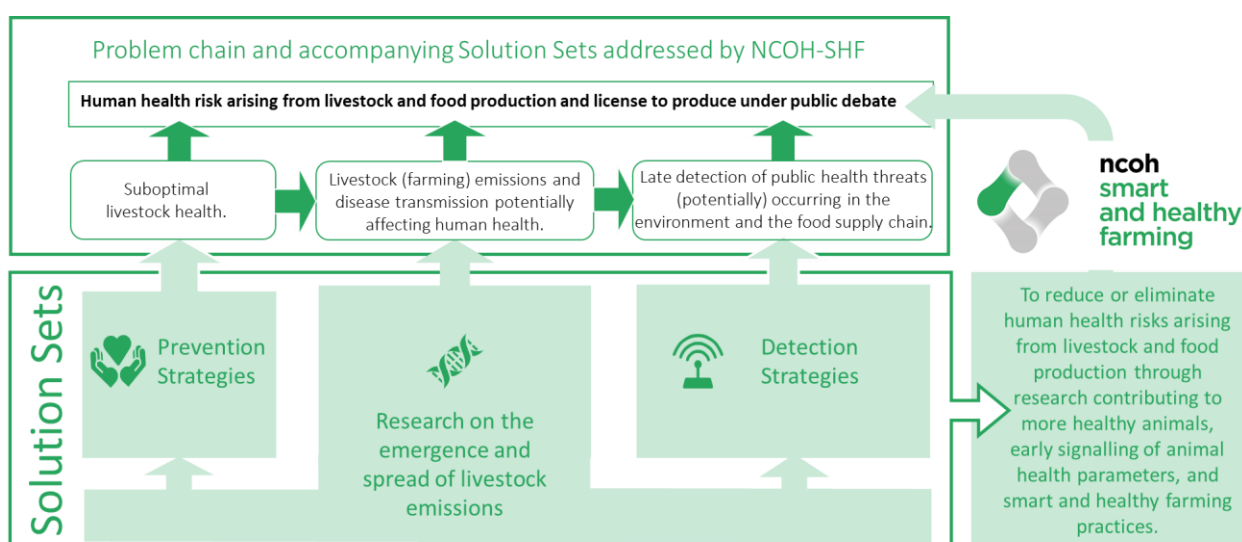 Problem chain and accompanying Solution Sets addressed by NCOH-SHF
Human health risk arising from livestock and food production and license to produce under public debate
Suboptimal
livestock health.
Livestock (farming) emissions and
disease transmission potentially
affecting human health.
Late detection of public health threats
(potentially) occurring in the
environment and the food supply chain.
ncoh
smart
and healthy
farming
Solution Sets
Prevention
Strategies
Research on the
emergence and
spread of livestock
emissions
Detection
Strategies
To reduce or eliminate
human health risks arising
from livestock and food
production through
research contributing to
more healthy animals,
early signalling of animal
health parameters, and
smart and healthy farming
practices.